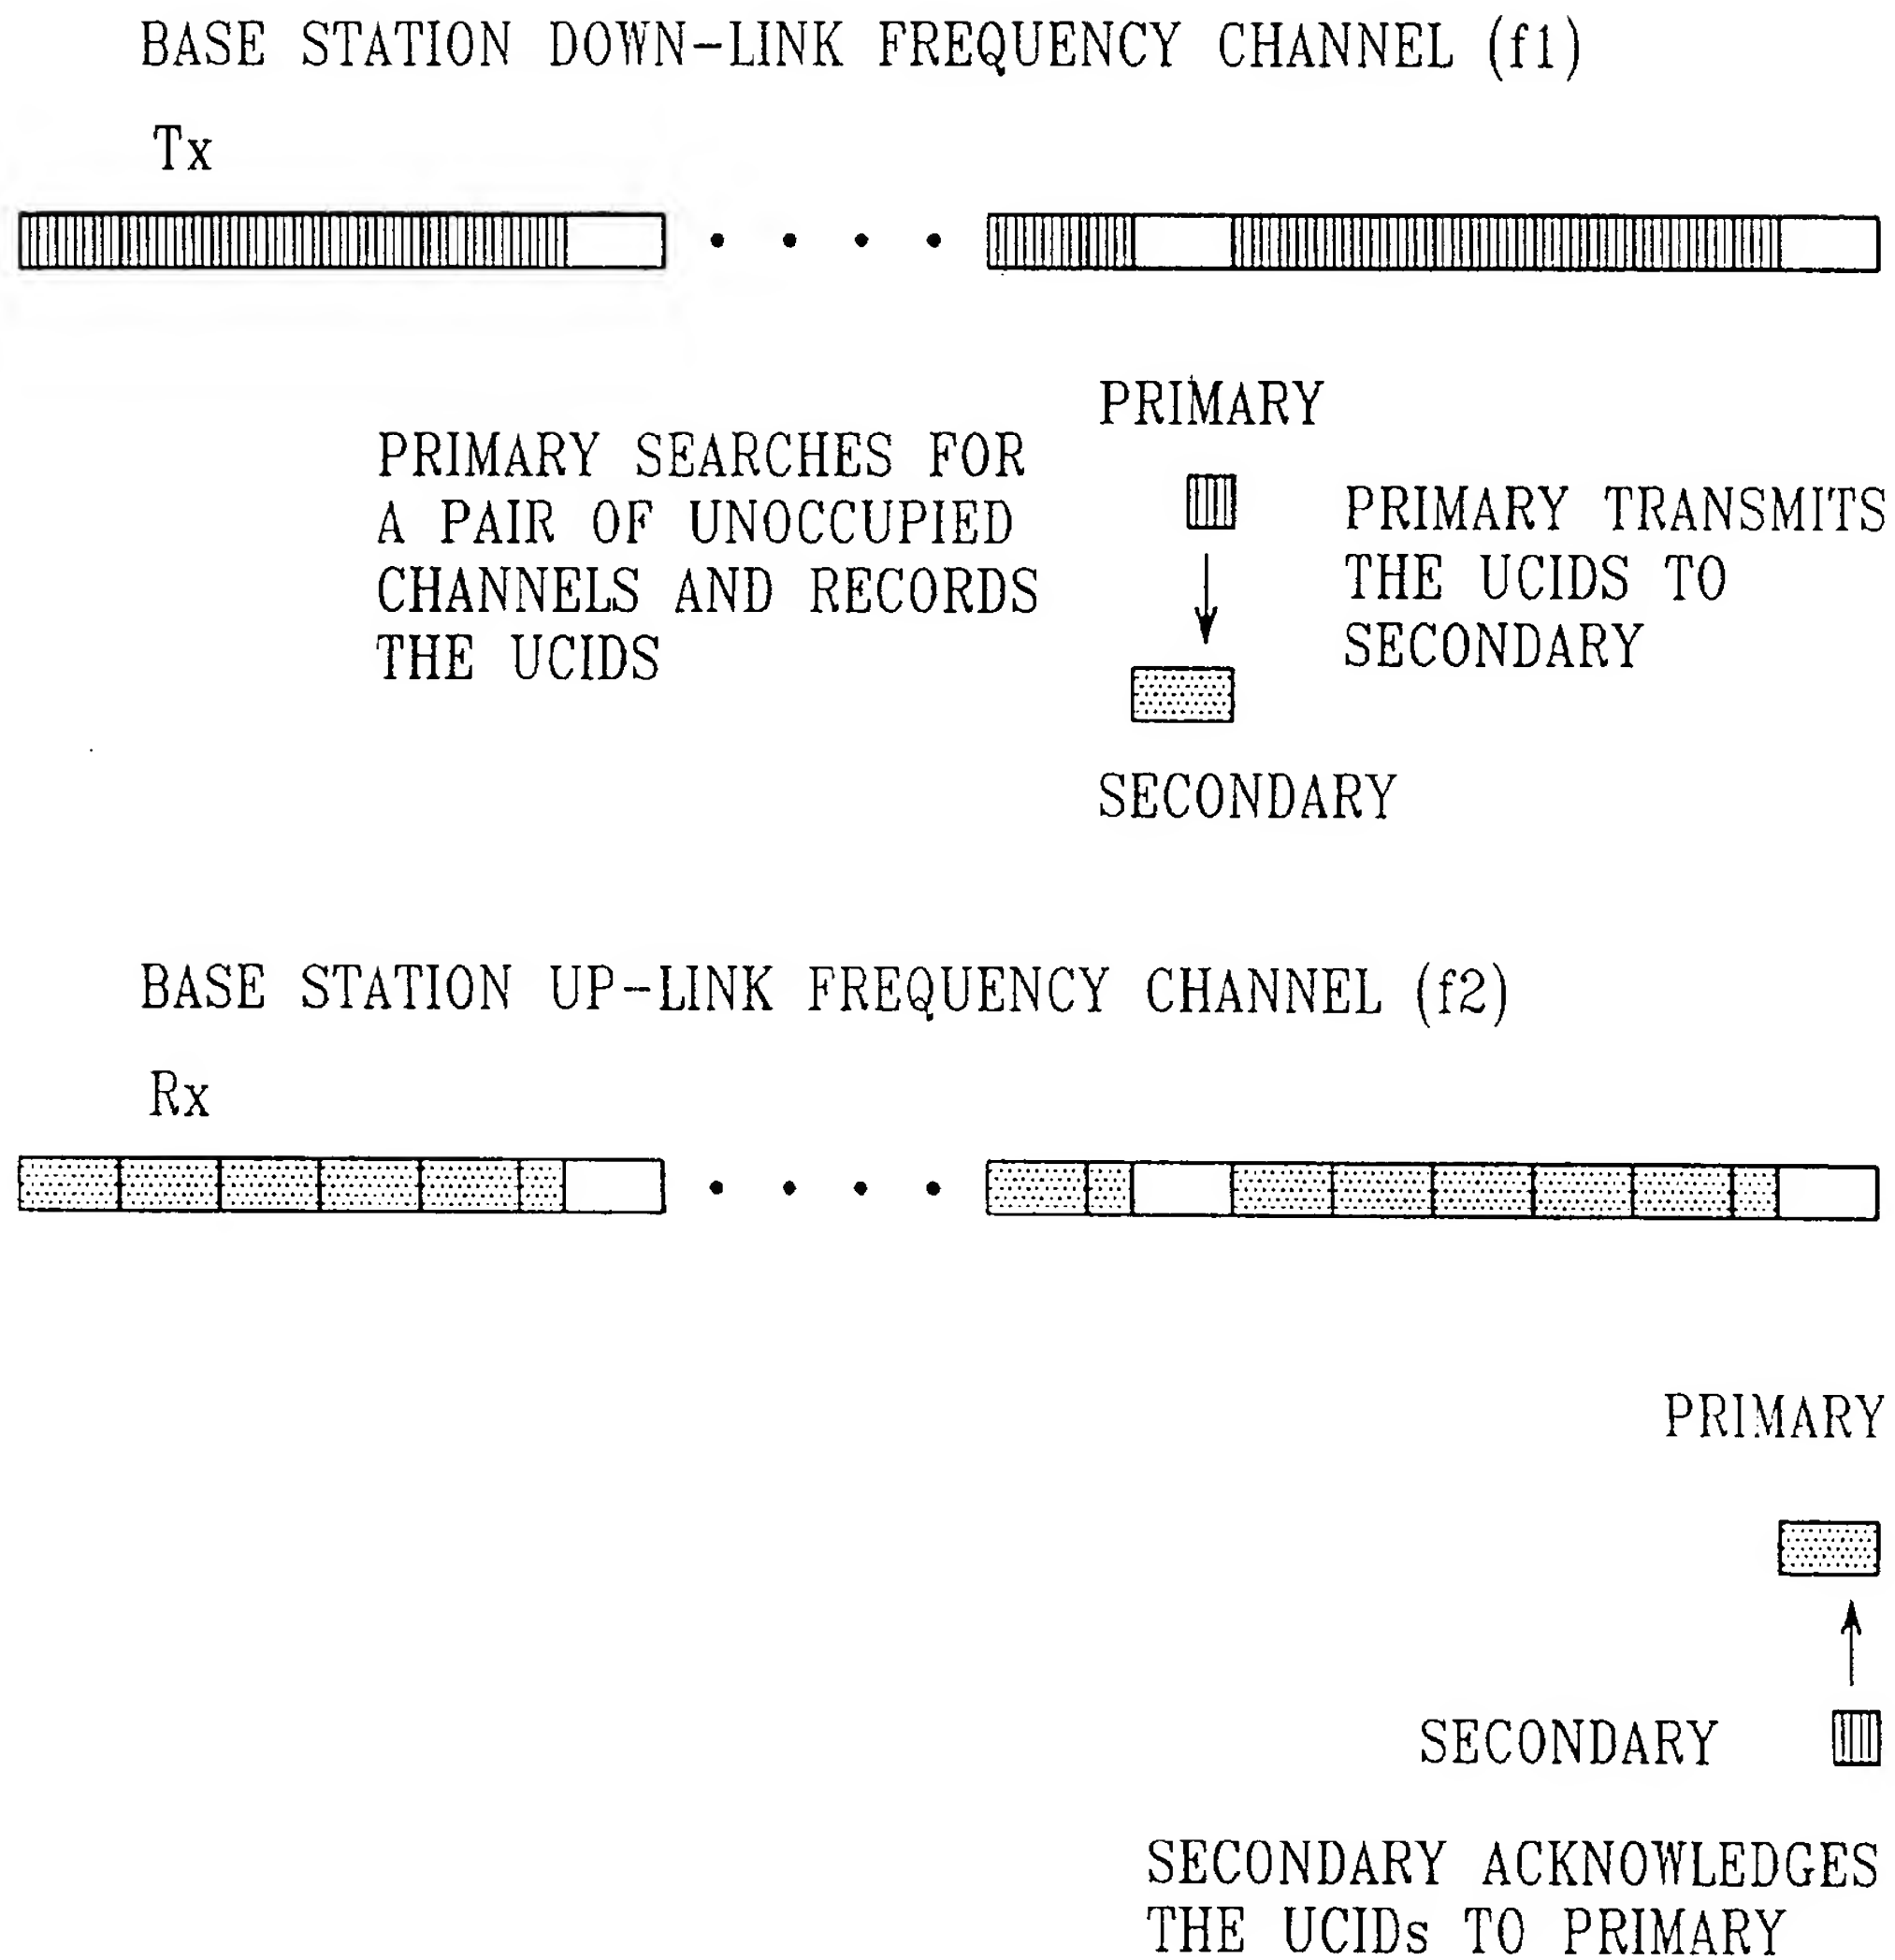 BASE STATION DOWN-LINK FREQUENCY CHANNEL (f1)
Tx
PRIMARY SEARCHES FOR
A PAIR OF UNOCCUPIED
CHANNELS AND RECORDS
THE UCIDS
PRIMARY
PRIMARY TRANSMITS
THE UCIDS TO
SECONDARY
SECONDARY
BASE STATION UP-LINK FREQUENCY CHANNEL (f2)
Rx
PRIMARY
SECONDARY
SECONDARY ACKNOWLEDGES
THE UCIDs TO PRIMARY